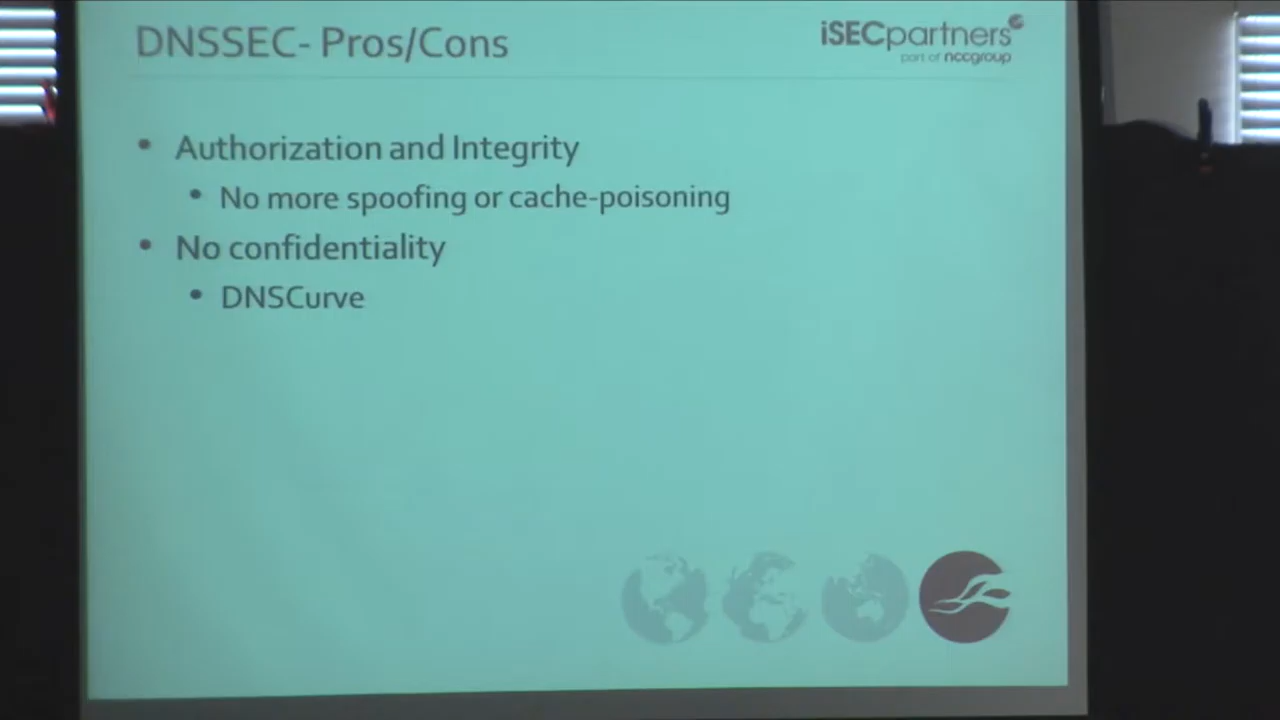 DNSSEC- Pros/Cons
iSECpartners
part of nccgroup
• Authorization and Integrity
• No more spoofing or cache-poisoning
• No confidentiality
• DNSCurve